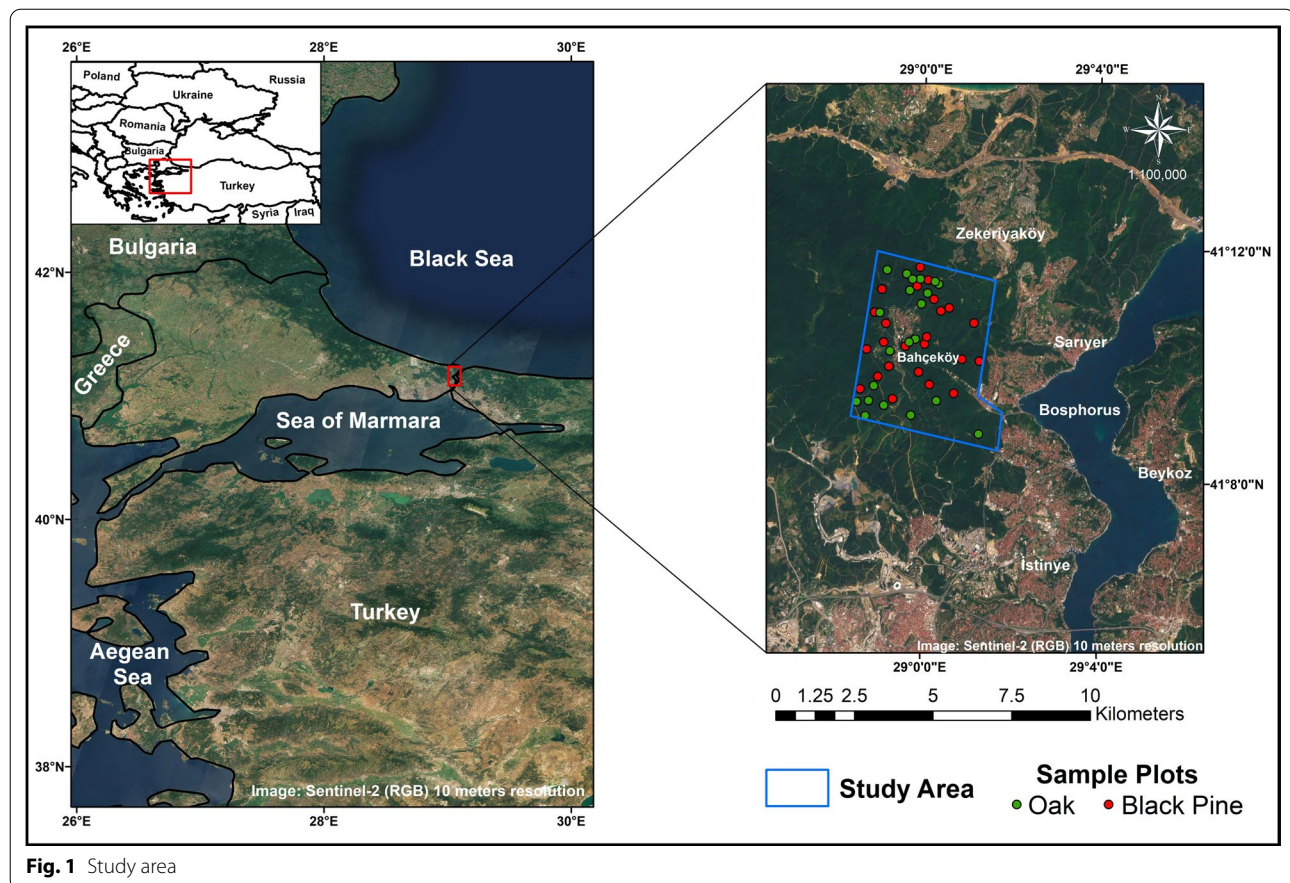 26°E 28°E 30°E
Poland
Russia
Ukraine
Romania
Bulgaria
Turkey
Syria
Iraq
Bulgaria
Black Sea
42°N
Greece
Sea of Marmara
40°N
Turkey
Aegean
Sea
38°N
Image: Sentinel-2 (RGB) 10 meters resolution
26°E 28°E 30°E
29°0'0"E 29°4'0"E
N
W E
S
1:100,000
Zekeriyaköy
41°12'0"N
Sarıyer
Bahçeköy
Bosphorus
Beykoz
41°8'0"N
İstinye
Image: Sentinel-2 (RGB) 10 meters resolution
29°0'0"E 29°4'0"E
0 1.25 2.5 5 7.5 10
Kilometers
Study Area
Sample Plots
Oak Black Pine
Fig. 1 Study area